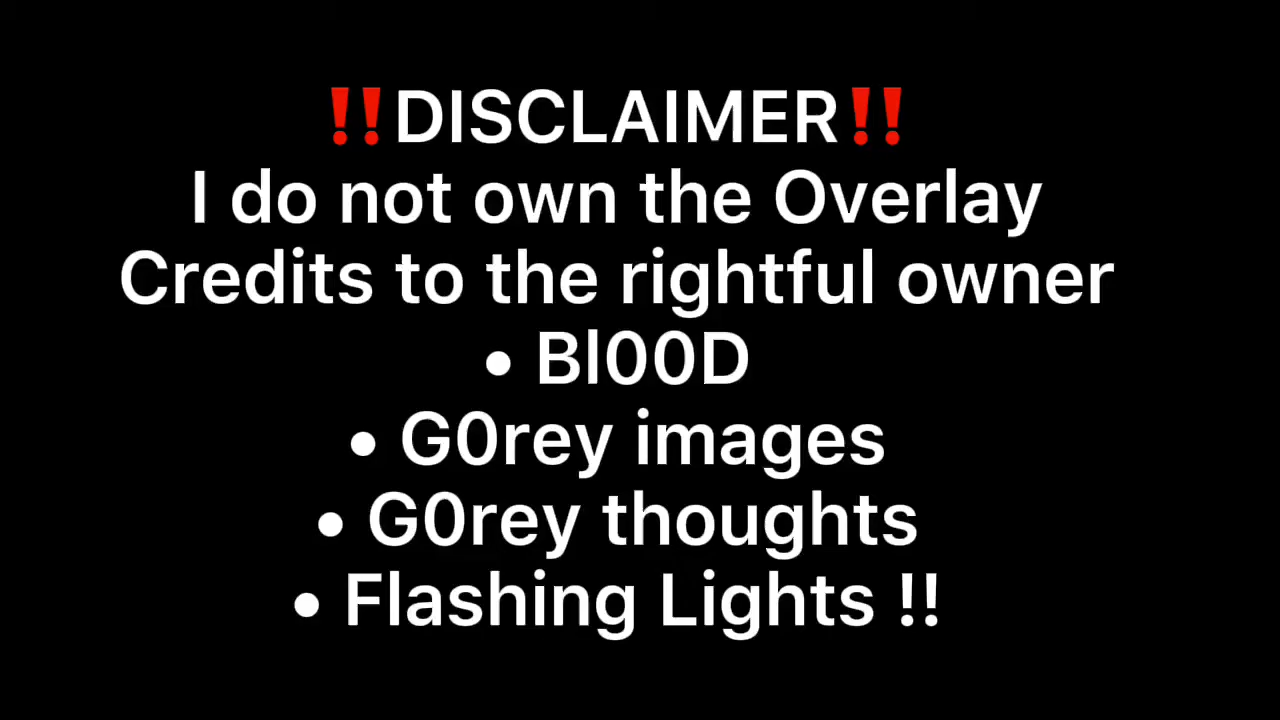 ‼️DISCLAIMER‼️
I do not own the Overlay
Credits to the rightful owner
• Bl00D
• G0rey images
• G0rey thoughts
• Flashing Lights !!